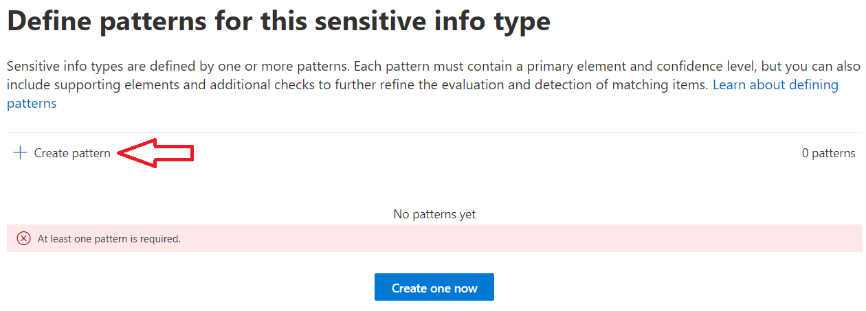 Define patterns for this sensitive info type
Sensitive info types are defined by one or more patterns. Each pattern must contain a primary element and confidence level, but you can also
include supporting elements and additional checks to further refine the evaluation and detection of matching items. Learn about defining
patterns
Create pattern
0 patterns
No patterns yet
At least one pattern is required.
Create one now